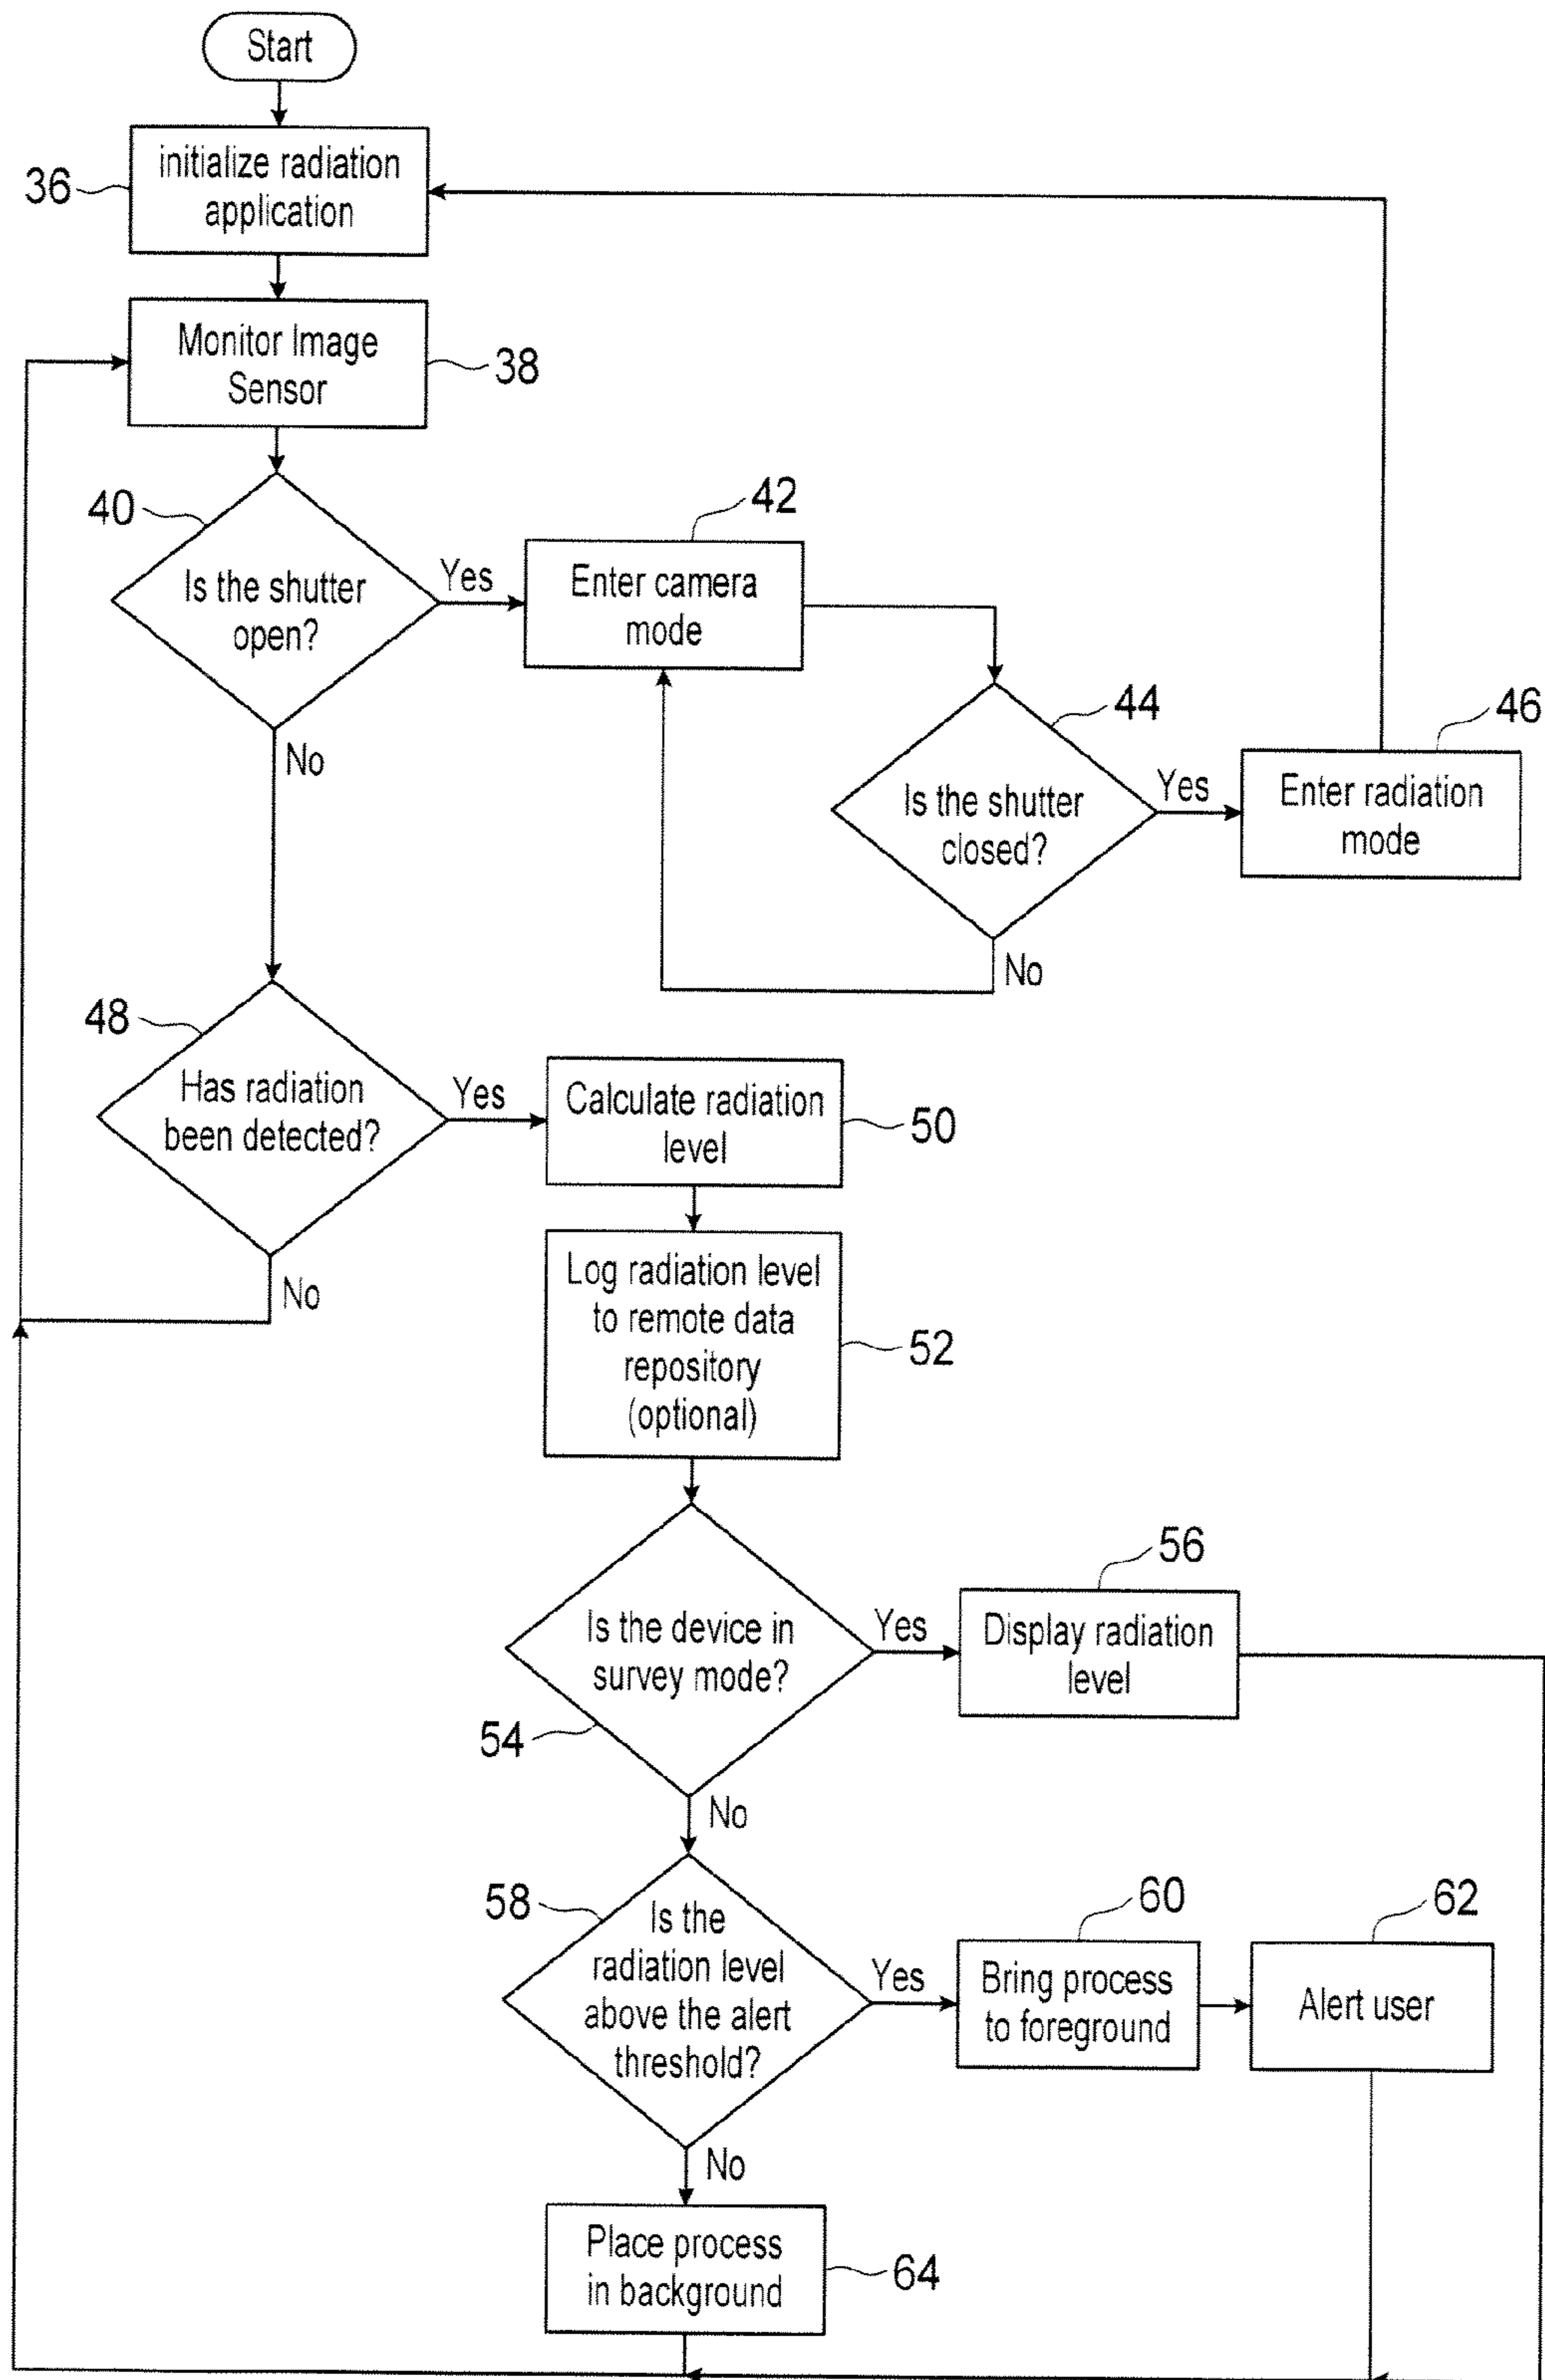 Start
36
initialize radiation
application
Monitor Image
Sensor
38
40
Is the shutter
open?
Yes
No
42
Enter camera
mode
44
Is the shutter
closed?
Yes
No
46
Enter radiation
mode
48
Has radiation
been detected?
Yes
No
Calculate radiation
level
50
Log radiation level
to remote data
repository
(optional)
52
Is the device in
survey mode?
54
Yes
No
56
Display radiation
level
58
Is the
radiation level
above the alert
threshold?
Yes
No
60
Bring process
to foreground
62
Alert user
Place process
in background
64